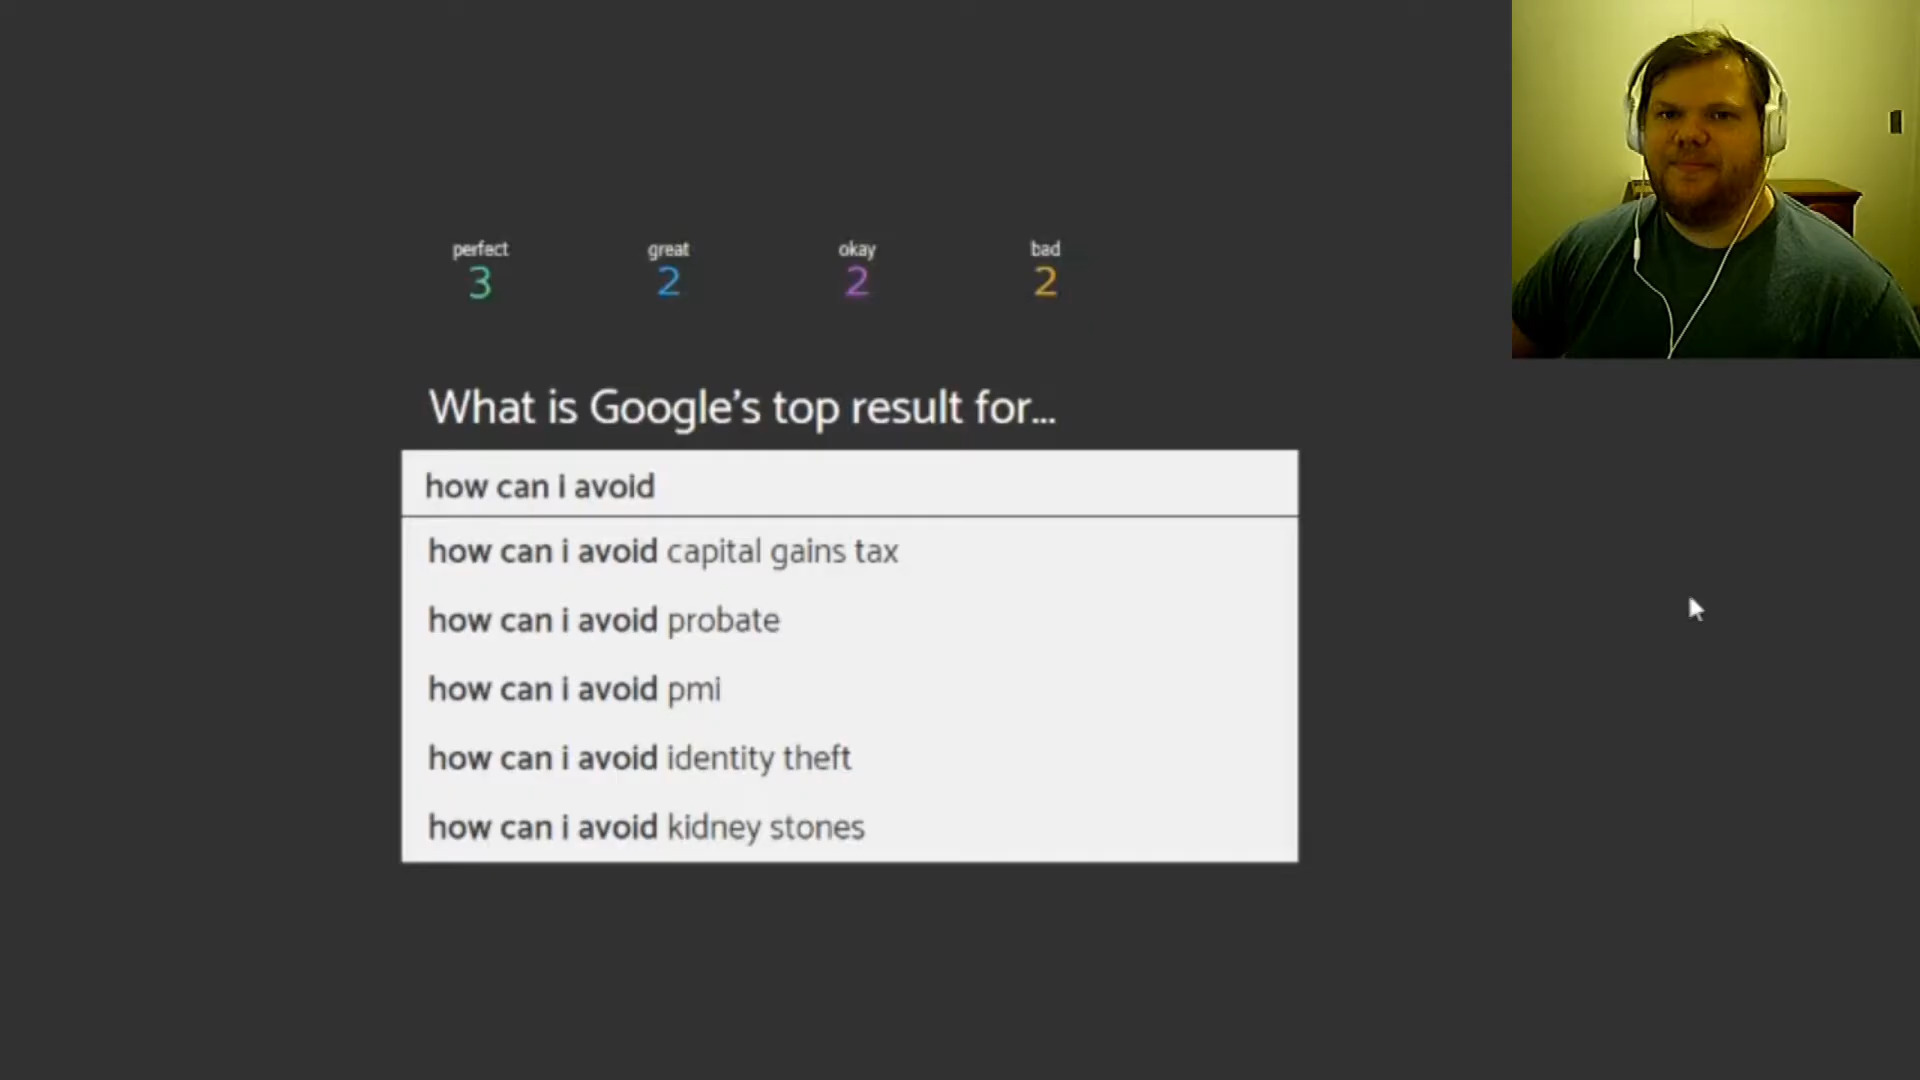 perfect great okay bad
3 2 2 2
What is Google's top result for...
how can i avoid
how can i avoid capital gains tax
how can i avoid probate
how can i avoid pmi
how can i avoid identity theft
how can i avoid kidney stones